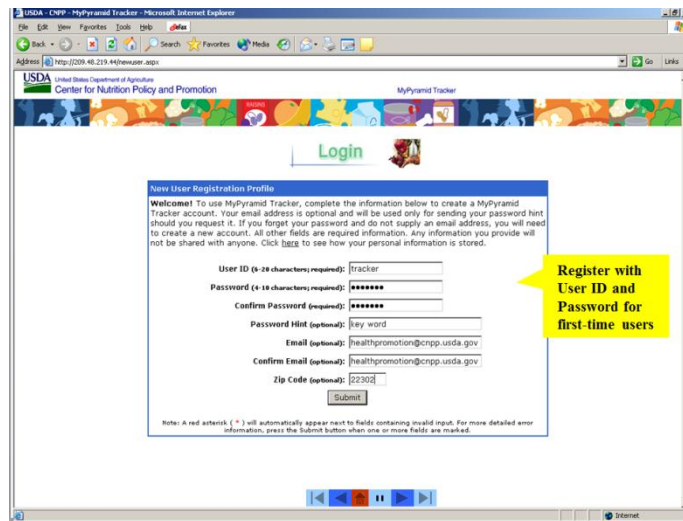 USDA - CNPP - MyPyramid Tracker - Microsoft Internet Explorer
File Edit View Favorites Tools Help
Back Search Favorites Media
Address http://209.48.219.44/newuser.aspx Go Links
USDA United States Department of Agriculture
Center for Nutrition Policy and Promotion MyPyramid Tracker
RAISINS
Login
New User Registration Profile
Welcome! To use MyPyramid Tracker, complete the information below to create a MyPyramid
Tracker account. Your email address is optional and will be used only for sending your password hint
should you request it. If you forget your password and do not supply an email address, you will need
to create a new account. All other fields are required information. Any information you provide will
not be shared with anyone. Click here to see how your personal information is stored.
User ID (6-20 characters; required): tracker
Password (4-10 characters; required): •••••••
Confirm Password (required): •••••••
Password Hint (optional): key word
Email (optional): healthpromotion@cnpp.usda.gov
Confirm Email (optional): healthpromotion@cnpp.usda.gov
Zip Code (optional): 22302
Submit
Note: A red asterisk ( * ) will automatically appear next to fields containing invalid input. For more detailed error
information, press the Submit button when one or more fields are marked.
Register with
User ID and
Password for
first-time users
Internet